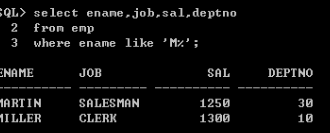 SQL> select ename,job,sal,deptno
2 from emp
3 where ename like 'M%';
ENAME JOB SAL DEPTNO
---------- --------- ---------- ----------
MARTIN SALESMAN 1250 30
MILLER CLERK 1300 10